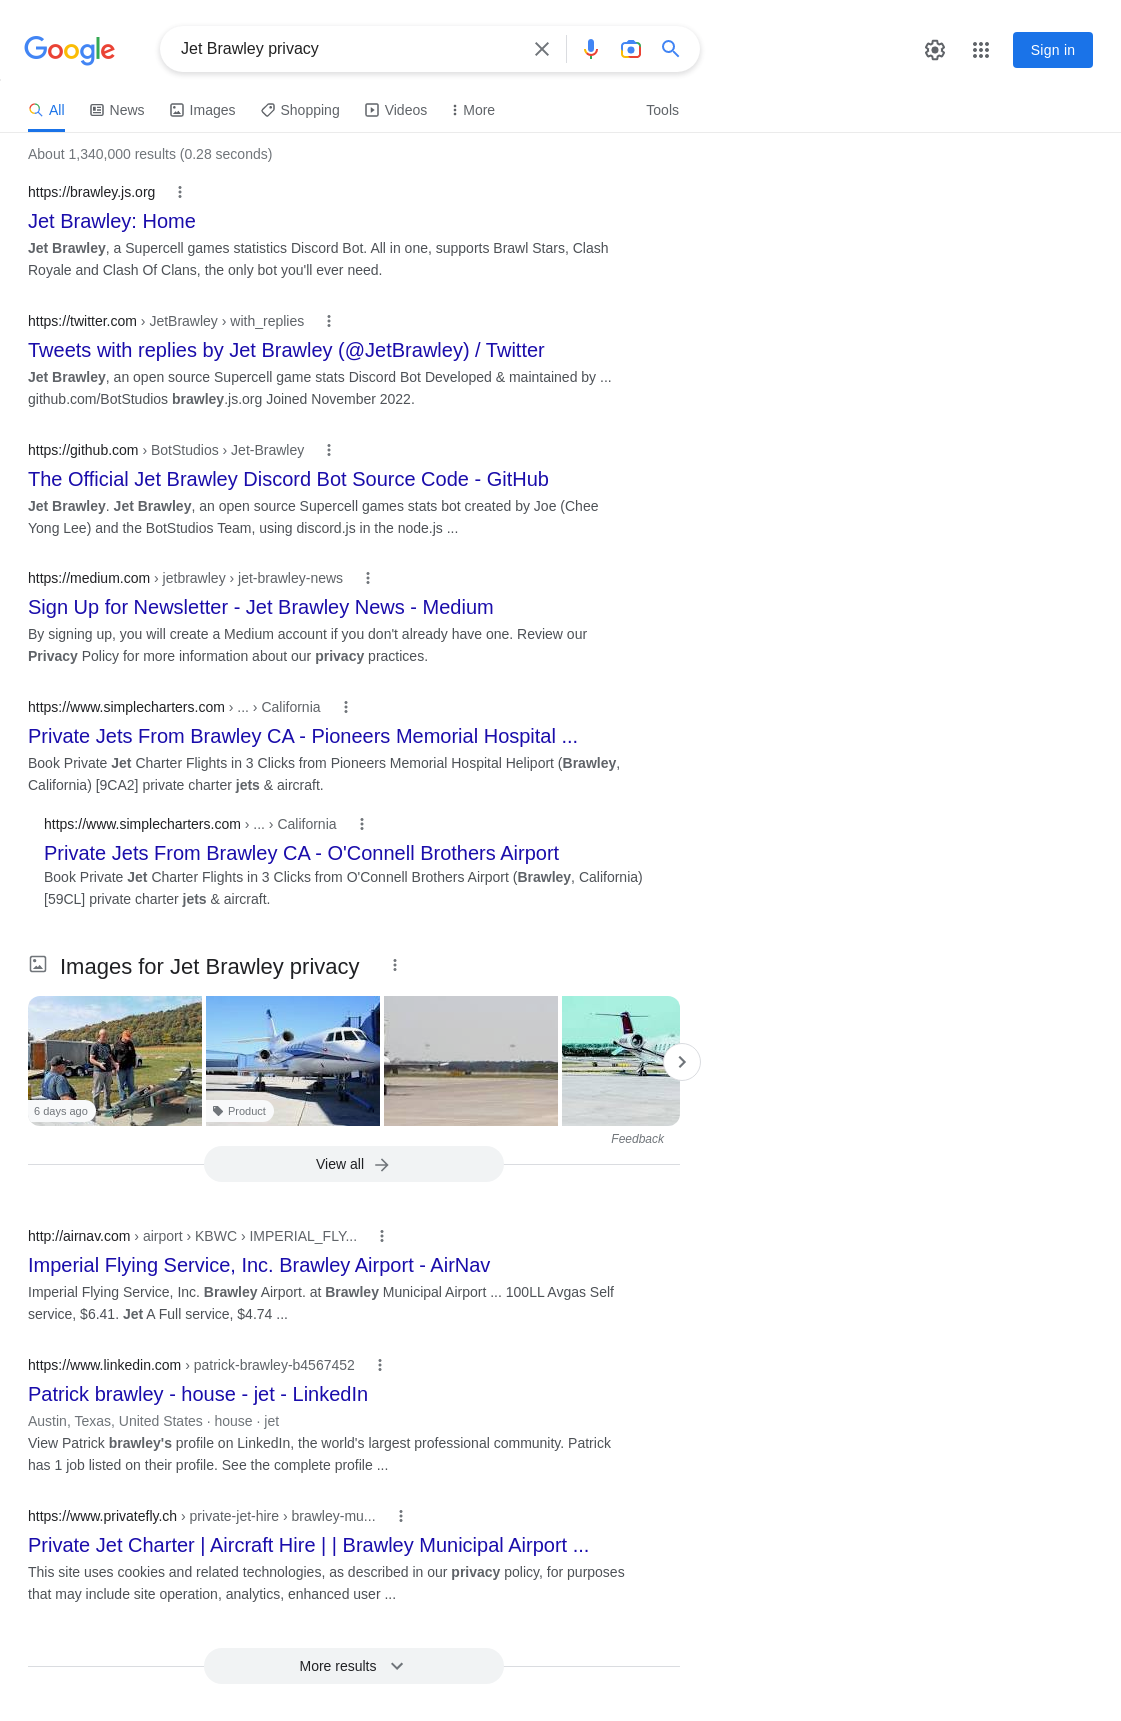 Google
Jet Brawley privacy
Sign in
All
News
Images
Shopping
Videos
More
Tools
About 1,340,000 results (0.28 seconds)
https://brawley.js.org
Jet Brawley: Home
Jet Brawley, a Supercell games statistics Discord Bot. All in one, supports Brawl Stars, Clash
Royale and Clash Of Clans, the only bot you'll ever need.
https://twitter.com › JetBrawley › with_replies
Tweets with replies by Jet Brawley (@JetBrawley) / Twitter
Jet Brawley, an open source Supercell game stats Discord Bot Developed & maintained by ...
github.com/BotStudios brawley.js.org Joined November 2022.
https://github.com › BotStudios › Jet-Brawley
The Official Jet Brawley Discord Bot Source Code - GitHub
Jet Brawley. Jet Brawley, an open source Supercell games stats bot created by Joe (Chee
Yong Lee) and the BotStudios Team, using discord.js in the node.js ...
https://medium.com › jetbrawley › jet-brawley-news
Sign Up for Newsletter - Jet Brawley News - Medium
By signing up, you will create a Medium account if you don't already have one. Review our
Privacy Policy for more information about our privacy practices.
https://www.simplecharters.com › ... › California
Private Jets From Brawley CA - Pioneers Memorial Hospital ...
Book Private Jet Charter Flights in 3 Clicks from Pioneers Memorial Hospital Heliport (Brawley,
California) [9CA2] private charter jets & aircraft.
https://www.simplecharters.com › ... › California
Private Jets From Brawley CA - O'Connell Brothers Airport
Book Private Jet Charter Flights in 3 Clicks from O'Connell Brothers Airport (Brawley, California)
[59CL] private charter jets & aircraft.
Images for Jet Brawley privacy
6 days ago
Product
Feedback
View all
http://airnav.com › airport › KBWC › IMPERIAL_FLY...
Imperial Flying Service, Inc. Brawley Airport - AirNav
Imperial Flying Service, Inc. Brawley Airport. at Brawley Municipal Airport ... 100LL Avgas Self
service, $6.41. Jet A Full service, $4.74 ...
https://www.linkedin.com › patrick-brawley-b4567452
Patrick brawley - house - jet - LinkedIn
Austin, Texas, United States · house · jet
View Patrick brawley's profile on LinkedIn, the world's largest professional community. Patrick
has 1 job listed on their profile. See the complete profile ...
https://www.privatefly.ch › private-jet-hire › brawley-mu...
Private Jet Charter | Aircraft Hire | | Brawley Municipal Airport ...
This site uses cookies and related technologies, as described in our privacy policy, for purposes
that may include site operation, analytics, enhanced user ...
More results